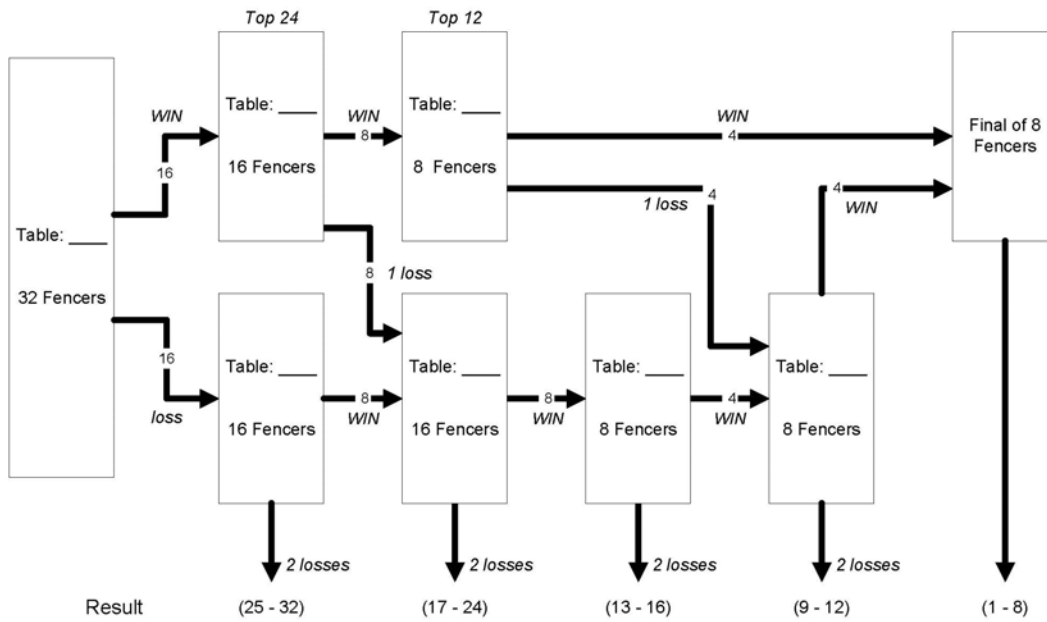 Top 24
Top 12
Table: ____
32 Fencers
WIN
16
16
loss
Table: ____
16 Fencers
WIN
8
8
1 loss
Table: ____
8 Fencers
WIN
4
4
1 loss
4
WIN
Final of 8
Fencers
Table: ____
16 Fencers
8
WIN
Table: ____
16 Fencers
8
WIN
Table: ____
8 Fencers
4
WIN
Table: ____
8 Fencers
2 losses
2 losses
2 losses
2 losses
Result
(25 - 32)
(17 - 24)
(13 - 16)
(9 - 12)
(1 - 8)